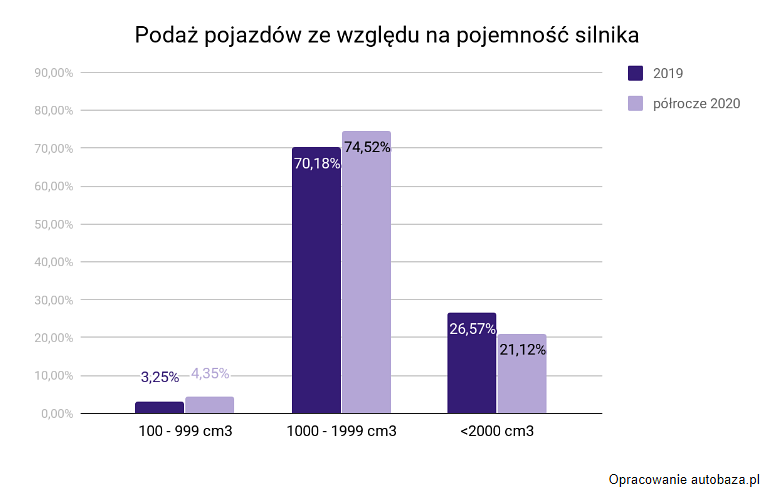 Podaż pojazdów ze względu na pojemność silnika
2019
półrocze 2020
90,00%
80,00%
70,00%
60,00%
50,00%
40,00%
30,00%
20,00%
10,00%
0,00%
3,25%
4,35%
70,18%
74,52%
26,57%
21,12%
100 - 999 cm3
1000 - 1999 cm3
<2000 cm3
Opracowanie autobaza.pl